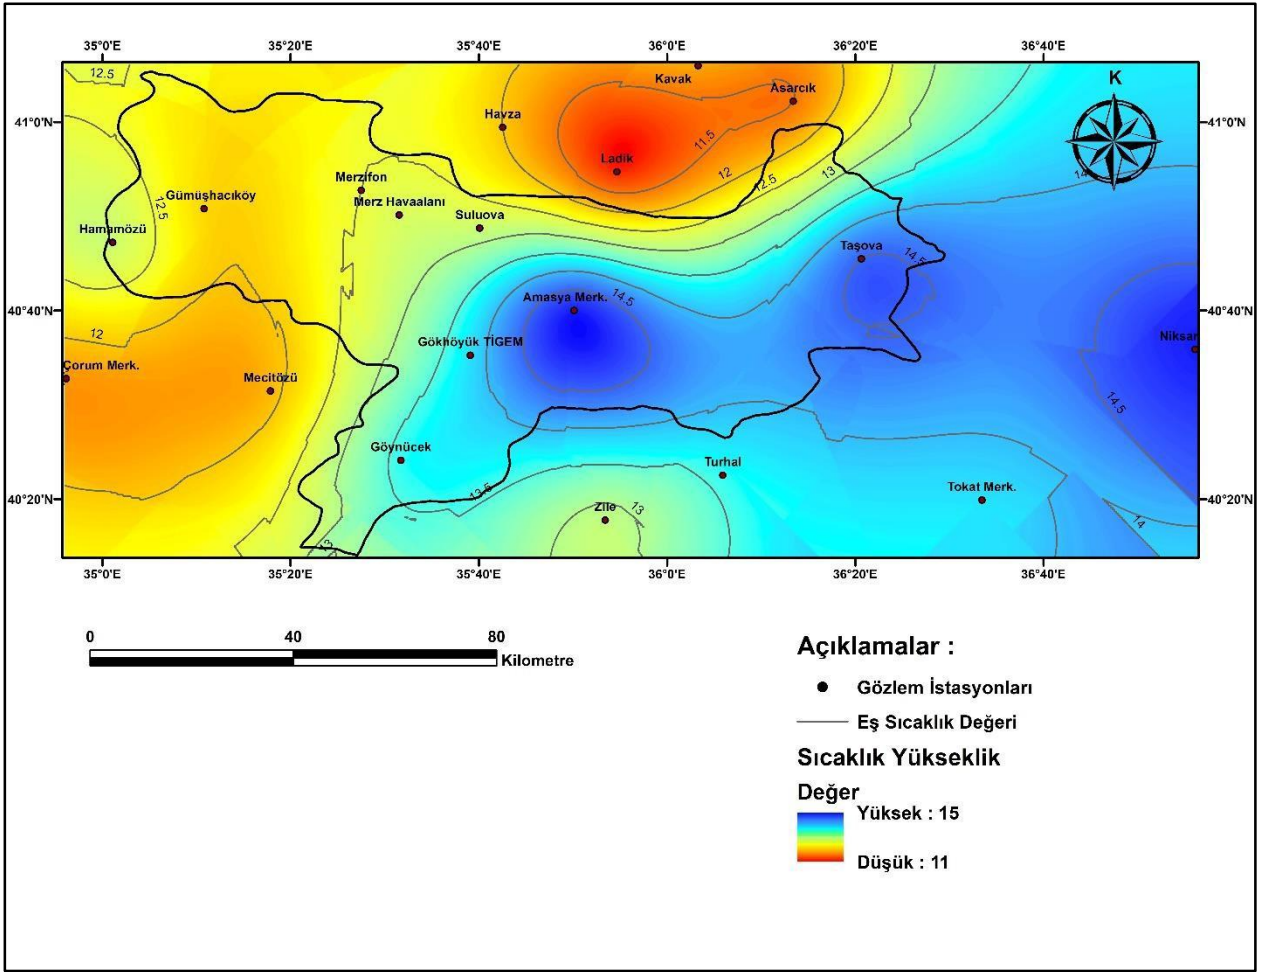 35°0'E 35°20'E 35°40'E 36°0'E 36°20'E 36°40'E
12.5
Kavak
Asarcık
K
41°0'N
41°0'N
Havza
11.5
Ladik
12
12.5
13
14
Merzifon
Gümüşhacıköy
Merz Havaalanı
12.5
Suluova
Hamamözü
Taşova
14.5
Amasya Merk.
14.5
40°40'N
40°40'N
12
Gökhöyük TİGEM
Niksar
Çorum Merk.
Mecitözü
14.5
Göynücek
Turhal
13.5
Tokat Merk.
40°20'N
40°20'N
Zile
13
14
13
35°0'E 35°20'E 35°40'E 36°0'E 36°20'E 36°40'E
0 40 80
Kilometre
Açıklamalar :
Gözlem İstasyonları
Eş Sıcaklık Değeri
Sıcaklık Yükseklik
Değer
Yüksek : 15
Düşük : 11